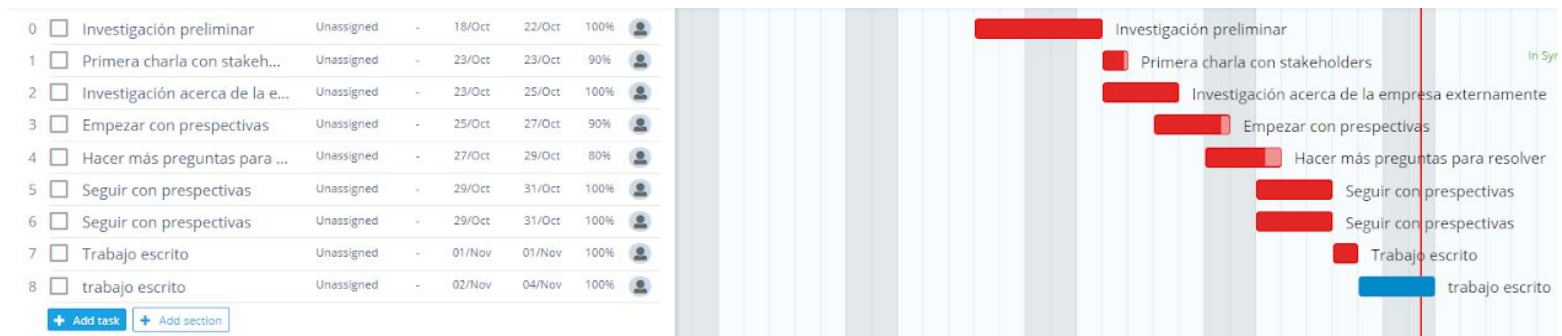 0 Investigación preliminar Unassigned - 18/Oct 22/Oct 100% Investigación preliminar
1 Primera charla con stakeh... Unassigned - 23/Oct 23/Oct 90% Primera charla con stakeholders In Syr
2 Investigación acerca de la e... Unassigned - 23/Oct 25/Oct 100% Investigación acerca de la empresa externamente
3 Empezar con prespectivas Unassigned - 25/Oct 27/Oct 90% Empezar con prespectivas
4 Hacer más preguntas para ... Unassigned - 27/Oct 29/Oct 80% Hacer más preguntas para resolver
5 Seguir con prespectivas Unassigned - 29/Oct 31/Oct 100% Seguir con prespectivas
6 Seguir con prespectivas Unassigned - 29/Oct 31/Oct 100% Seguir con prespectivas
7 Trabajo escrito Unassigned - 01/Nov 01/Nov 100% Trabajo escrito
8 trabajo escrito Unassigned - 02/Nov 04/Nov 100% trabajo escrito
+ Add task + Add section